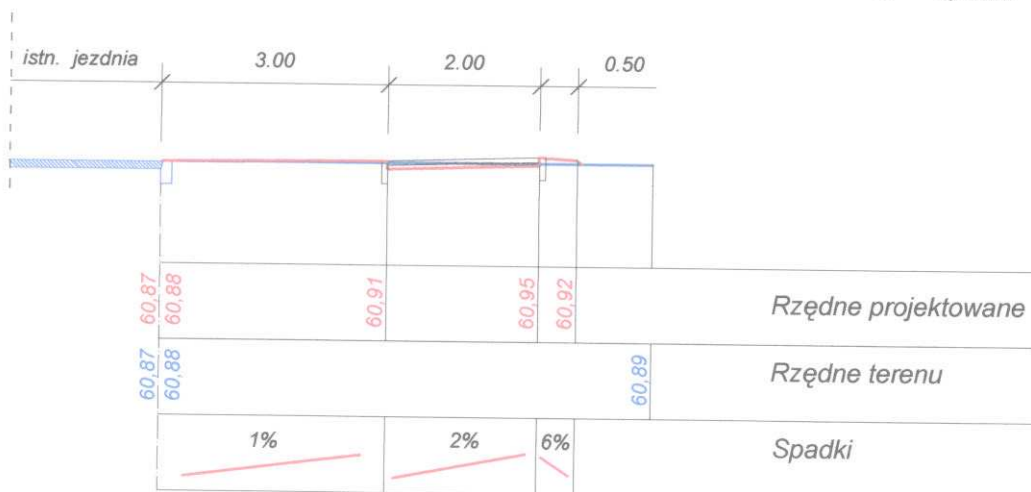 istn. jezdnia 3.00 2.00 0.50
60,87 60,88 60,91 60,95 60,92 Rzędne projektowane
60,87 60,88 60,89 Rzędne terenu
1% 2% 6% Spadki